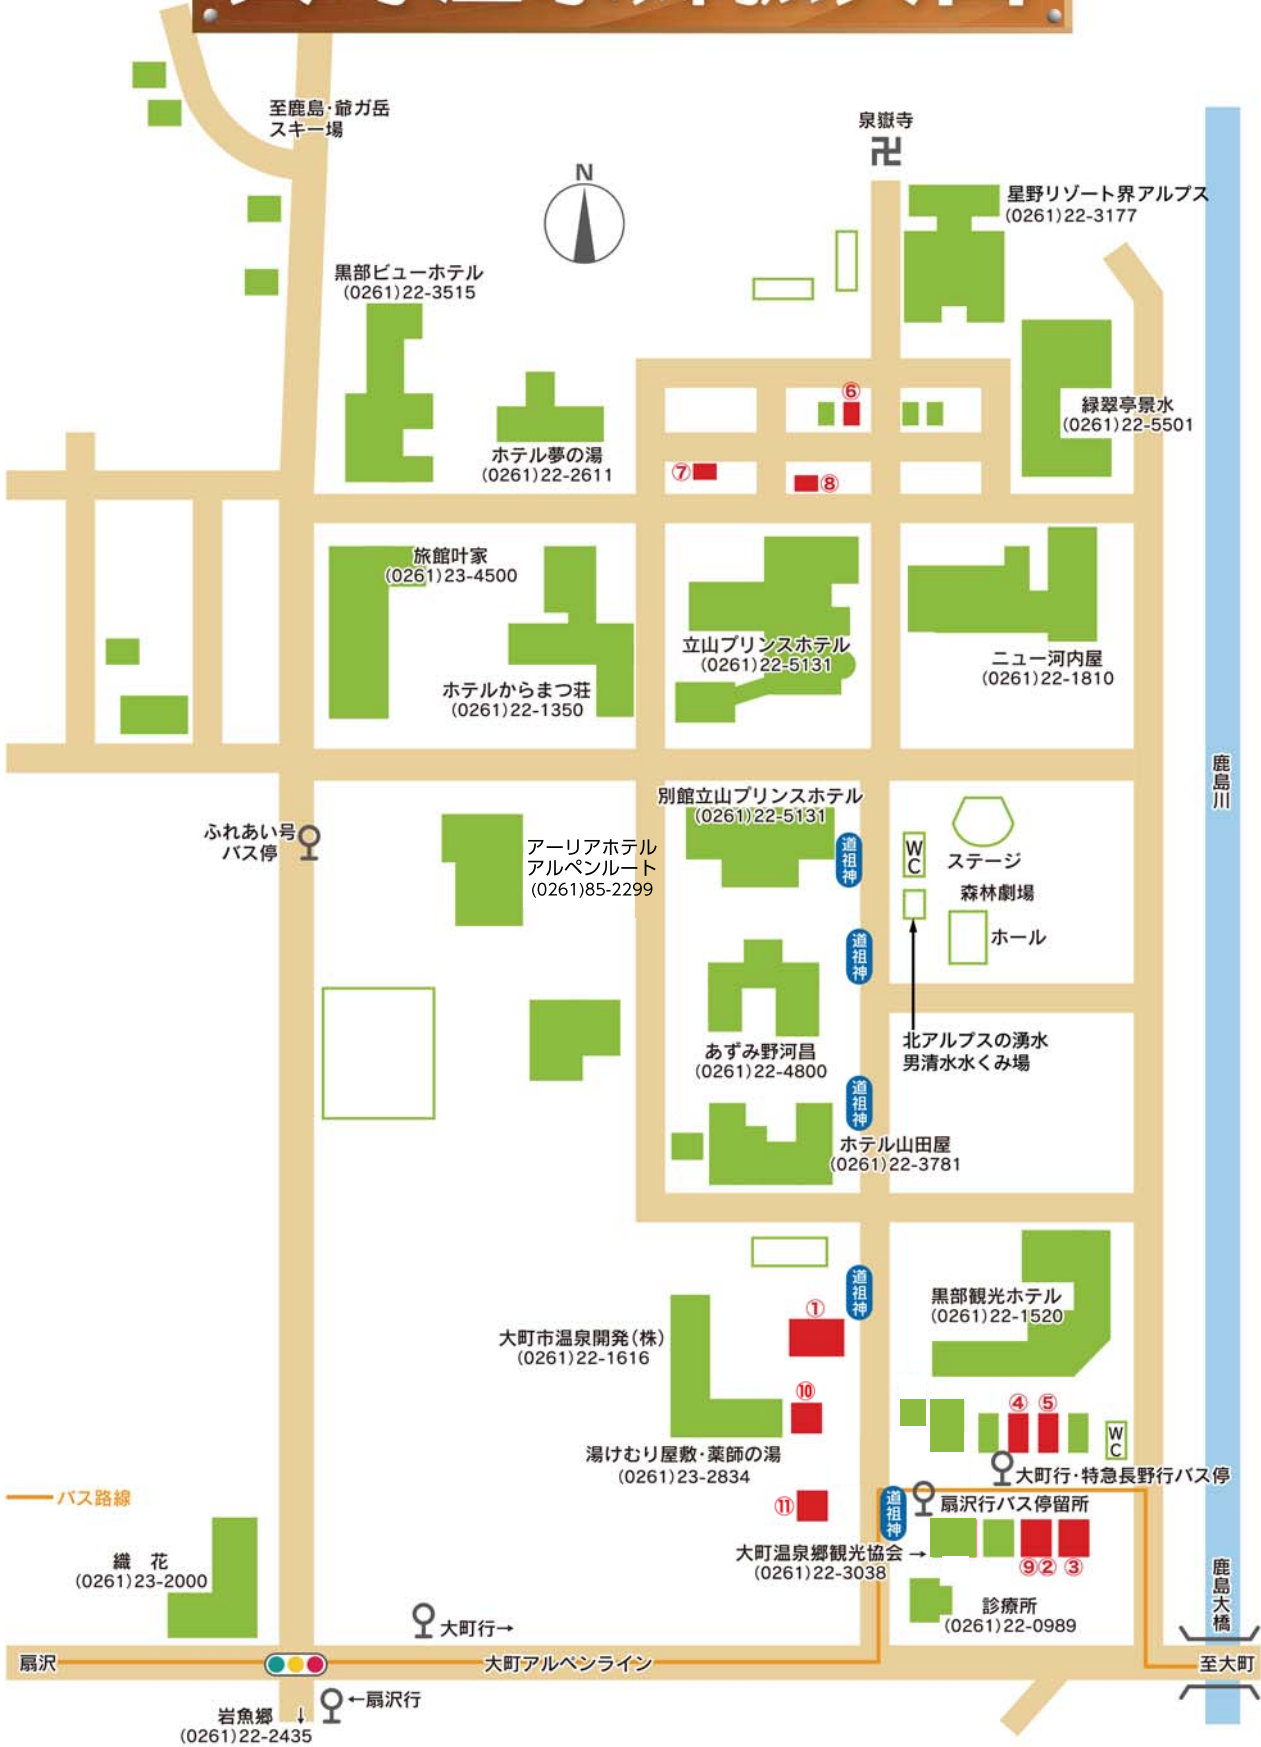 至鹿島・爺ガ岳
スキー場
泉嶽寺
卍
N
星野リゾート界アルプス
(0261)22-3177
黒部ビューホテル
(0261)22-3515
⑥
緑翠亭景水
(0261)22-5501
ホテル夢の湯
(0261)22-2611
⑦
⑧
旅館叶家
(0261)23-4500
ホテルからまつ荘
(0261)22-1350
立山プリンスホテル
(0261)22-5131
ニュー河内屋
(0261)22-1810
鹿島川
ふれあい号
バス停
アーリアホテル
アルペンルート
(0261)85-2299
別館立山プリンスホテル
(0261)22-5131
道祖神
WC
ステージ
森林劇場
ホール
道祖神
北アルプスの湧水
男清水水くみ場
あずみ野河昌
(0261)22-4800
道祖神
ホテル山田屋
(0261)22-3781
道祖神
①
黒部観光ホテル
(0261)22-1520
大町市温泉開発(株)
(0261)22-1616
⑩
④ ⑤
WC
湯けむり屋敷・薬師の湯
(0261)23-2834
大町行・特急長野行バス停
バス路線
⑪
道祖神
扇沢行バス停留所
大町温泉郷観光協会→
(0261)22-3038
⑨② ③
織 花
(0261)23-2000
診療所
(0261)22-0989
鹿島大橋
大町行→
扇沢
大町アルペンライン
至大町
←扇沢行
岩魚郷 ↓
(0261)22-2435